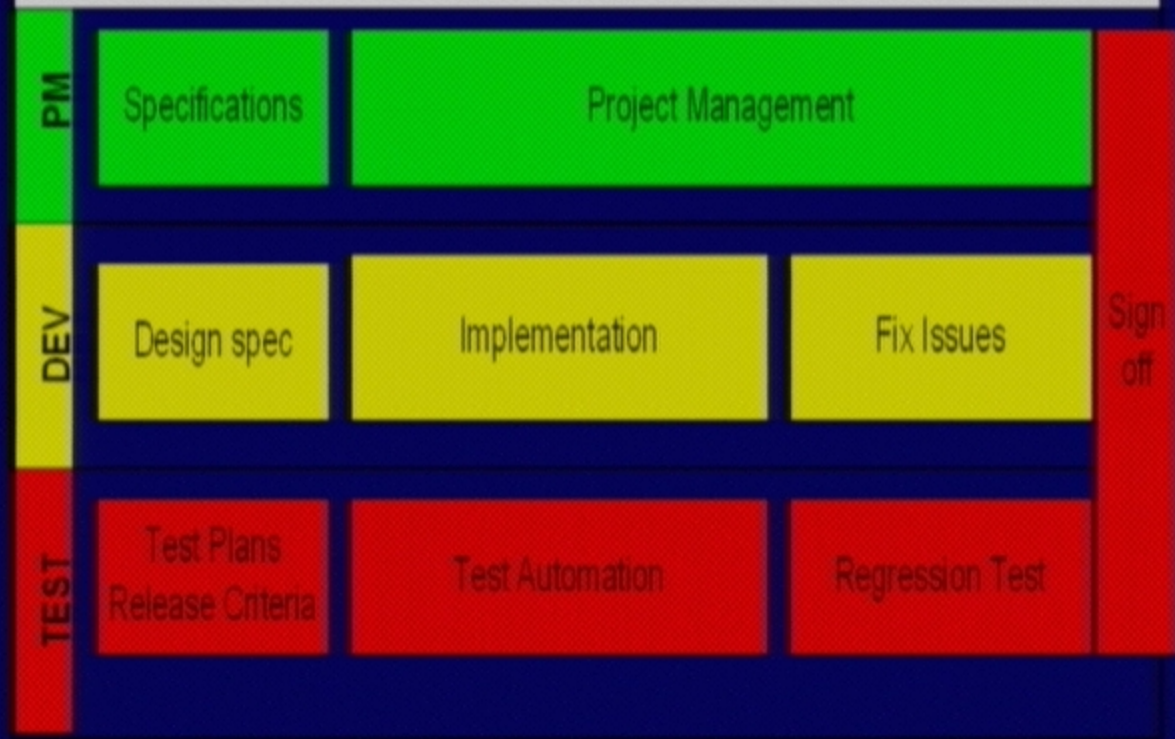 PM
Specifications
Project Management
DEV
Design spec
Implementation
Fix Issues
Sign
off
TEST
Test Plans
Release Criteria
Test Automation
Regression Test